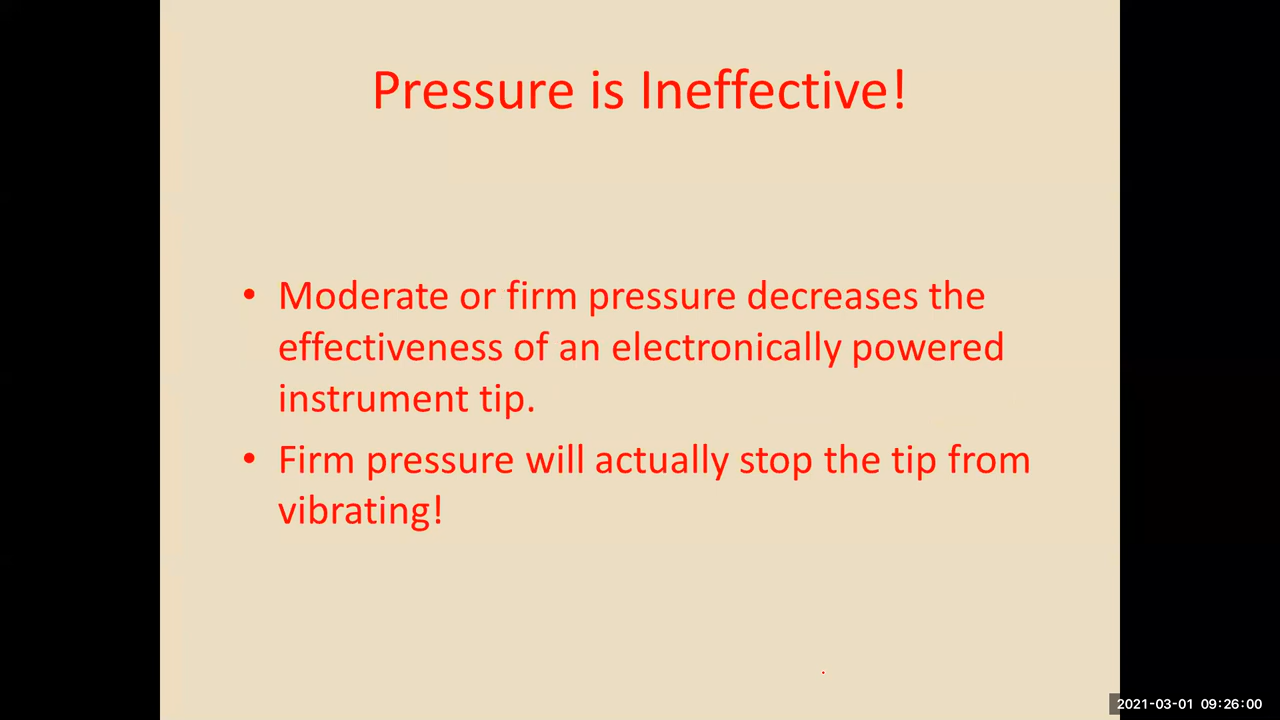 Pressure is Ineffective!
• Moderate or firm pressure decreases the
effectiveness of an electronically powered
instrument tip.
• Firm pressure will actually stop the tip from
vibrating!
2021-03-01 09:26:00